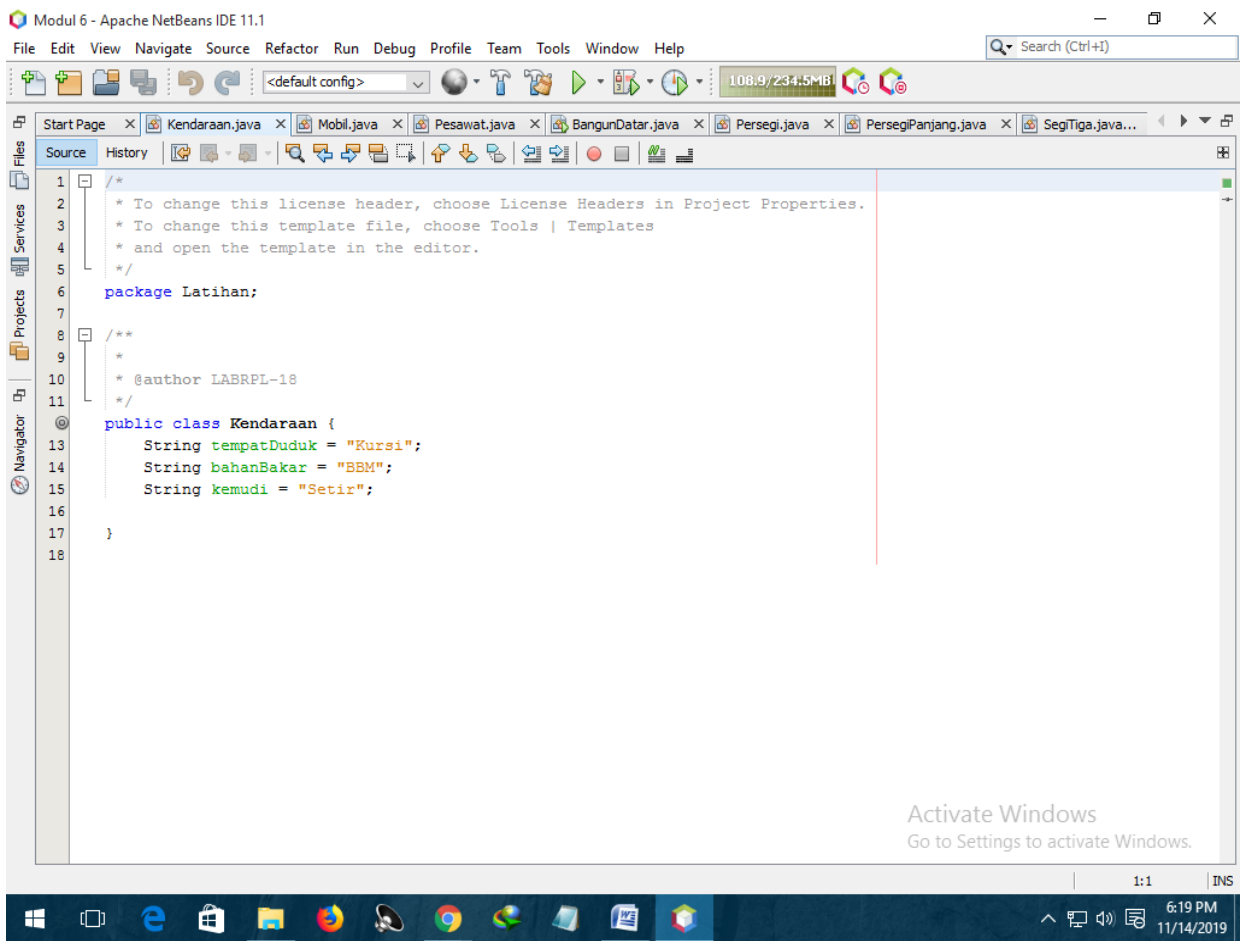 Modul 6 - Apache NetBeans IDE 11.1
File Edit View Navigate Source Refactor Run Debug Profile Team Tools Window Help
Search (Ctrl+I)
<default config>
108.9/234.5MB
Start Page Kendaraan.java Mobil.java Pesawat.java BangunDatar.java Persegi.java PersegiPanjang.java SegiTiga.java...
Source History
Files
Services
Projects
Navigator
1 /*
2 * To change this license header, choose License Headers in Project Properties.
3 * To change this template file, choose Tools | Templates
4 * and open the template in the editor.
5 */
6 package Latihan;
7
8 /**
9 *
10 * @author LABRPL-18
11 */
public class Kendaraan {
13 String tempatDuduk = "Kursi";
14 String bahanBakar = "BBM";
15 String kemudi = "Setir";
16
17 }
18
Activate Windows
Go to Settings to activate Windows.
1:1 INS
6:19 PM
11/14/2019